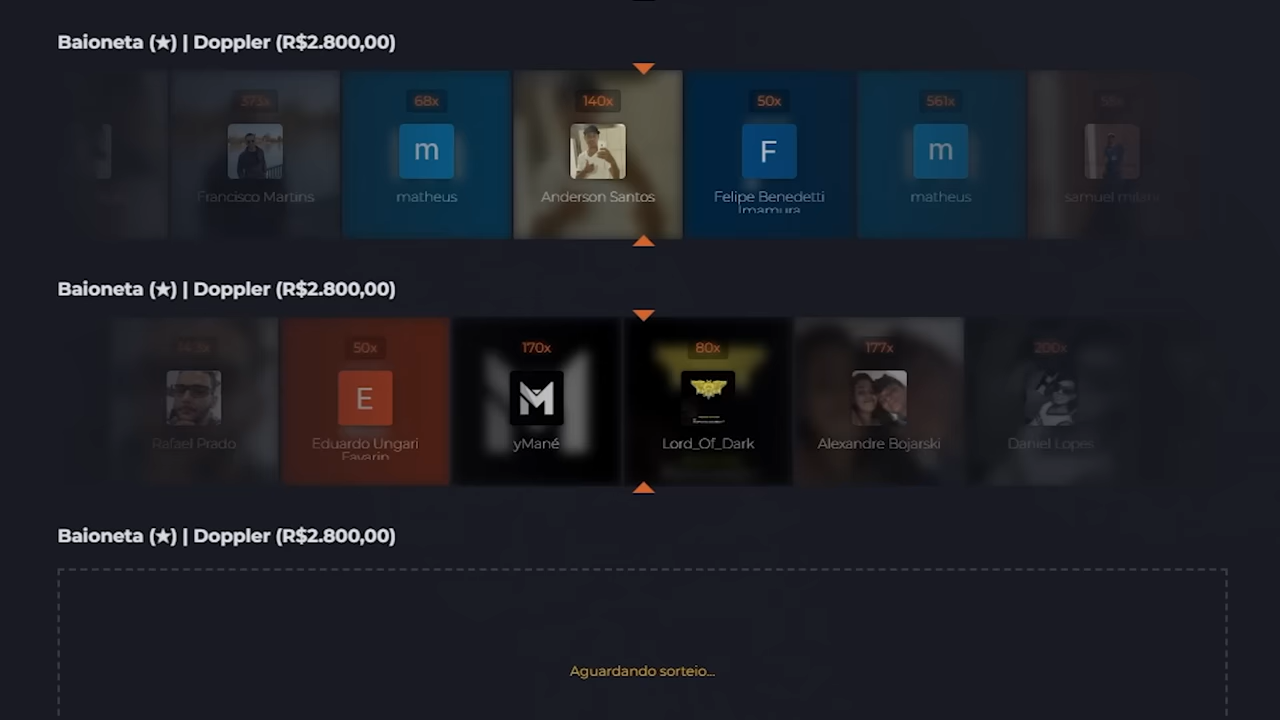 Baioneta (★) | Doppler (R$2.800,00)
373x
68x
140x
50x
561x
m
F
m
Francisco Martins
matheus
Anderson Santos
Felipe Benedetti
Imamura
matheus
Baioneta (★) | Doppler (R$2.800,00)
50x
170x
80x
177x
200x
E
M
Rafael Prado
Eduardo Ungari
Favarin
yMané
Lord_Of_Dark
Alexandre Bojarski
Daniel Lopes
Baioneta (★) | Doppler (R$2.800,00)
Aguardando sorteio...